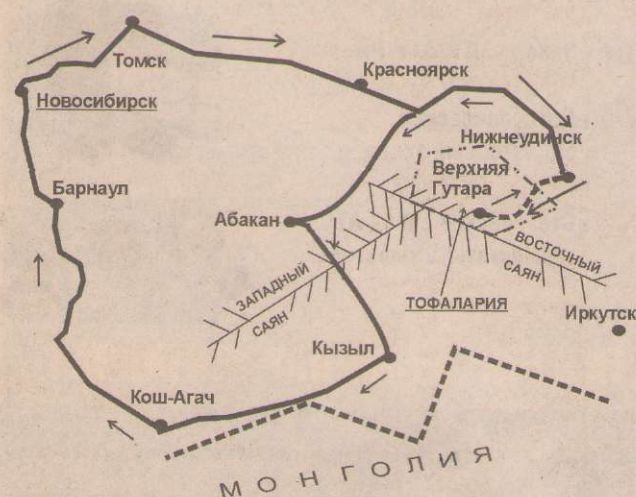 Томск
Красноярск
Новосибирск
Нижнеудинск
Верхняя
Гутара
Барнаул
Абакан
ВОСТОЧНЫЙ
САЯН
ЗАПАДНЫЙ
САЯН
ТОФАЛАРИЯ
Иркутск
Кызыл
Кош-Агач
МОНГОЛИЯ